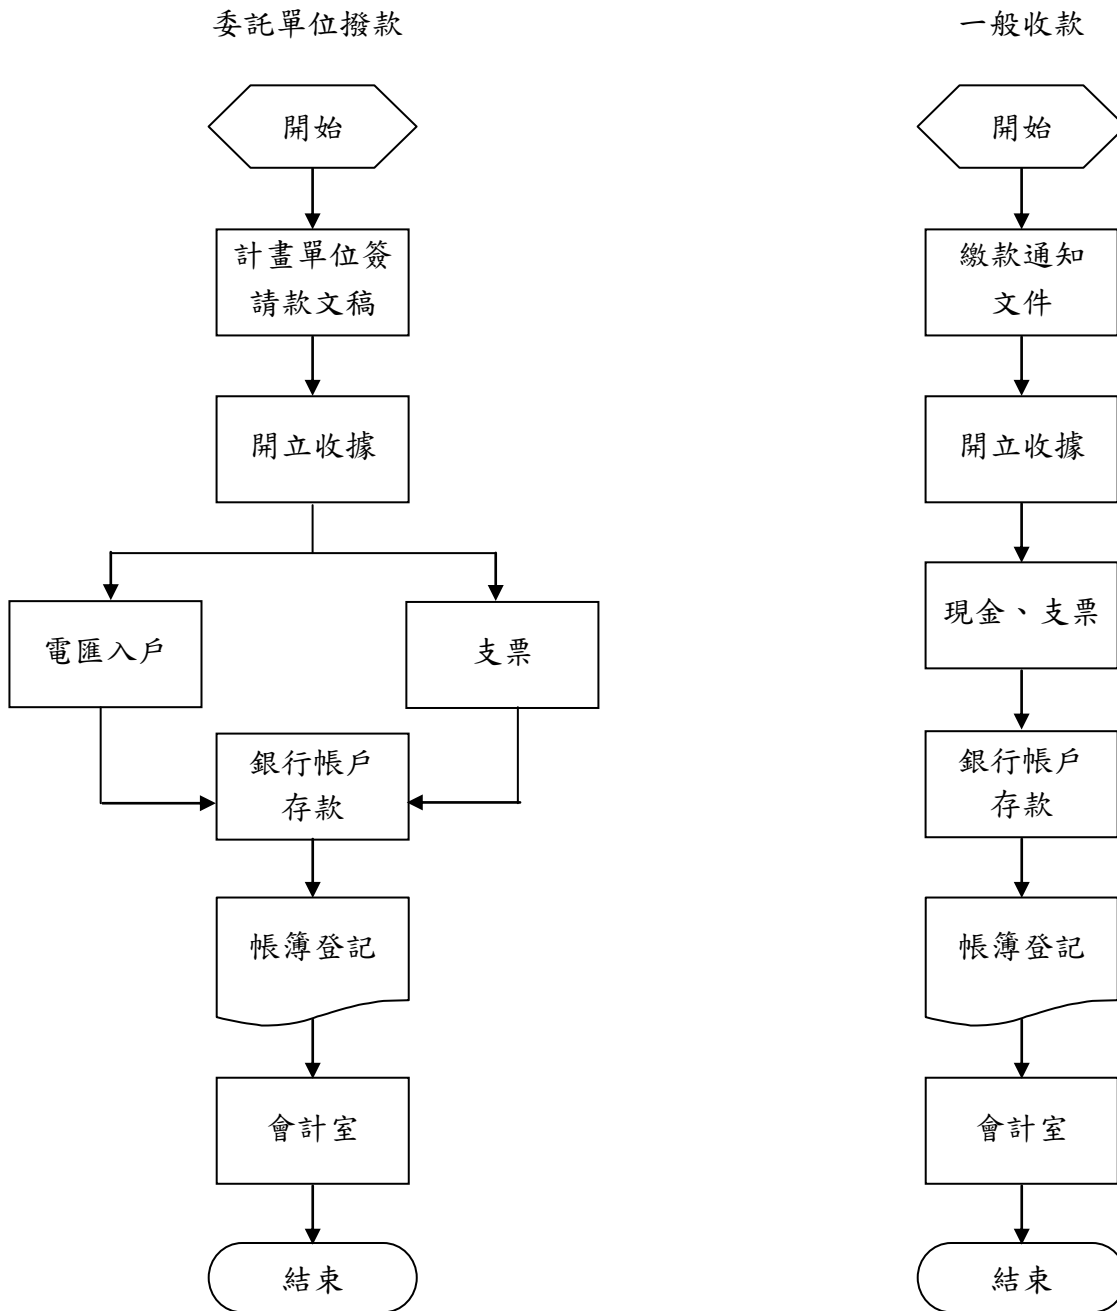 委託單位撥款
開始
計畫單位簽
請款文稿
開立收據
電匯入戶
支票
銀行帳戶
存款
帳簿登記
會計室
結束
一般收款
開始
繳款通知
文件
開立收據
現金、支票
銀行帳戶
存款
帳簿登記
會計室
結束